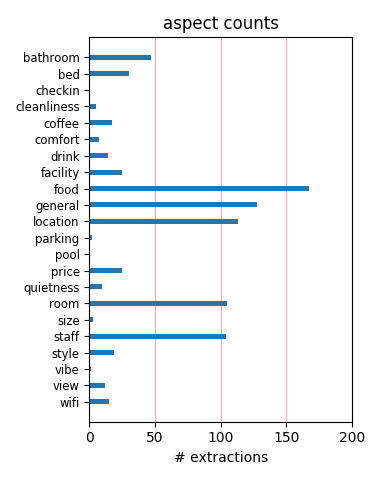 aspect counts
bathroom
bed
checkin
cleanliness
coffee
comfort
drink
facility
food
general
location
parking
pool
price
quietness
room
size
staff
style
vibe
view
wifi
0 50 100 150 200
# extractions